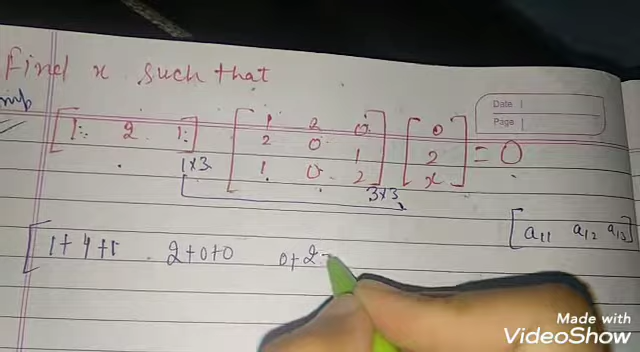 Find x such that
imp
[ 1 2 1 ] [ 1 2 0 [ 0
2 0 1 2 = 0
1 0 2 ] x ]
1×3 3×3
Date
Page
[ a11 a12 a13 ]
[ 1+4+1 2+0+0 0+2
Made with
VideoShow